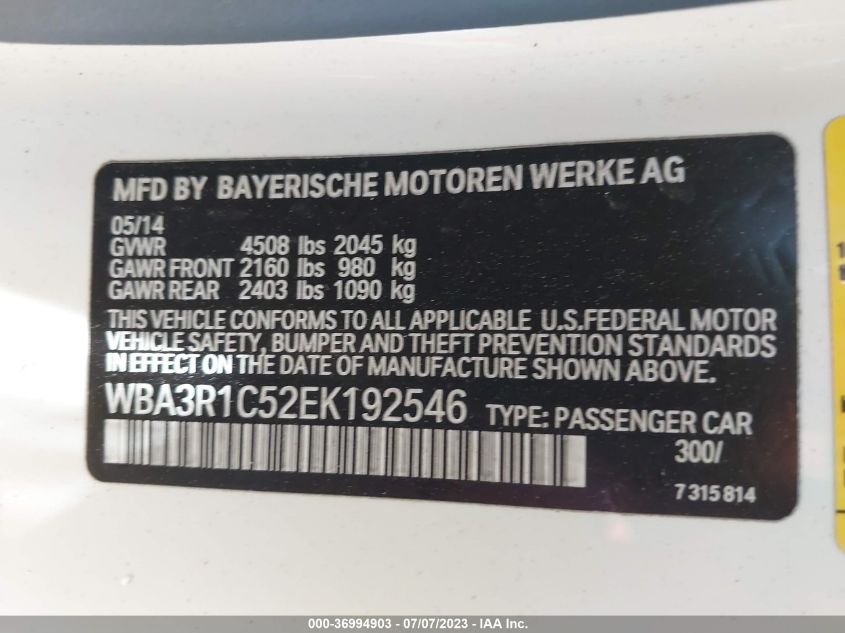 MFD BY BAYERISCHE MOTOREN WERKE AG
05/14
GVWR 4508 lbs 2045 kg
GAWR FRONT 2160 lbs 980 kg
GAWR REAR 2403 lbs 1090 kg
THIS VEHICLE CONFORMS TO ALL APPLICABLE U.S.FEDERAL MOTOR
VEHICLE SAFETY, BUMPER AND THEFT PREVENTION STANDARDS
IN EFFECT ON THE DATE OF MANUFACTURE SHOWN ABOVE.
WBA3R1C52EK192546 TYPE: PASSENGER CAR
300/
7 315 814
000-36994903 - 07/07/2023 - IAA Inc.